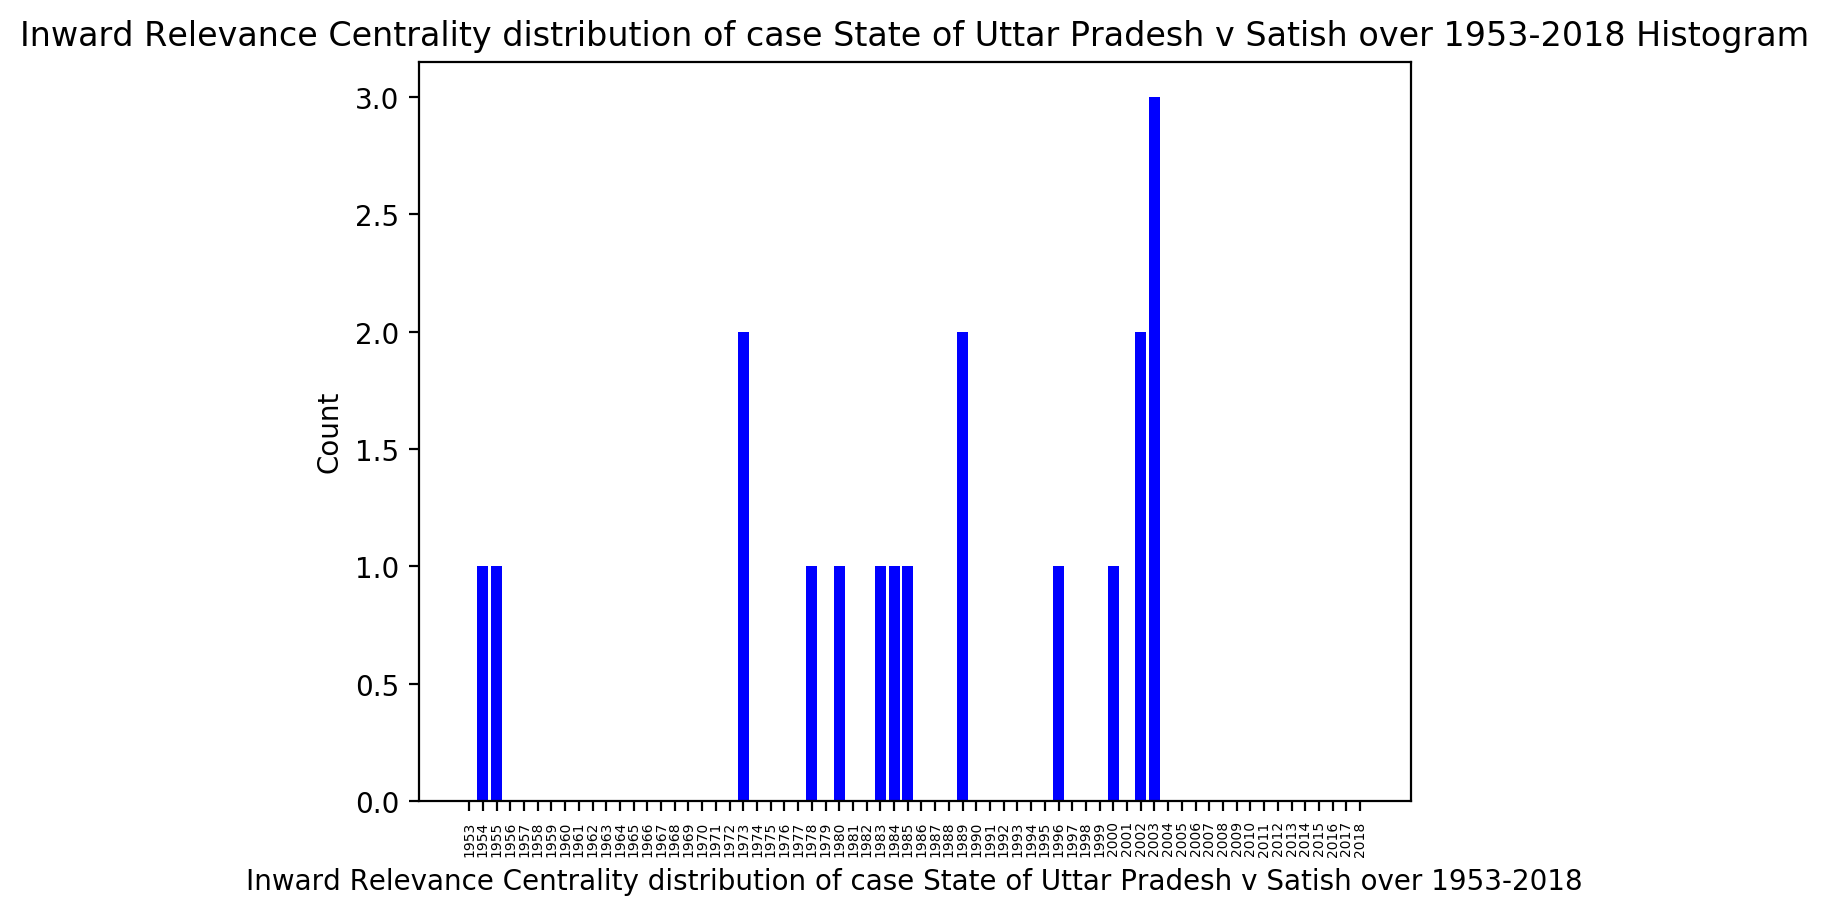 Inward Relevance Centrality distribution of case State of Uttar Pradesh v Satish over 1953-2018 Histogram
3.0
2.5
2.0
1.5
1.0
0.5
0.0
Count
1953 1954 1955 1956 1957 1958 1959 1960 1961 1962 1963 1964 1965 1966 1967 1968 1969 1970 1971 1972 1973 1974 1975 1976 1977 1978 1979 1980 1981 1982 1983 1984 1985 1986 1987 1988 1989 1990 1991 1992 1993 1994 1995 1996 1997 1998 1999 2000 2001 2002 2003 2004 2005 2006 2007 2008 2009 2010 2011 2012 2013 2014 2015 2016 2017 2018
Inward Relevance Centrality distribution of case State of Uttar Pradesh v Satish over 1953-2018